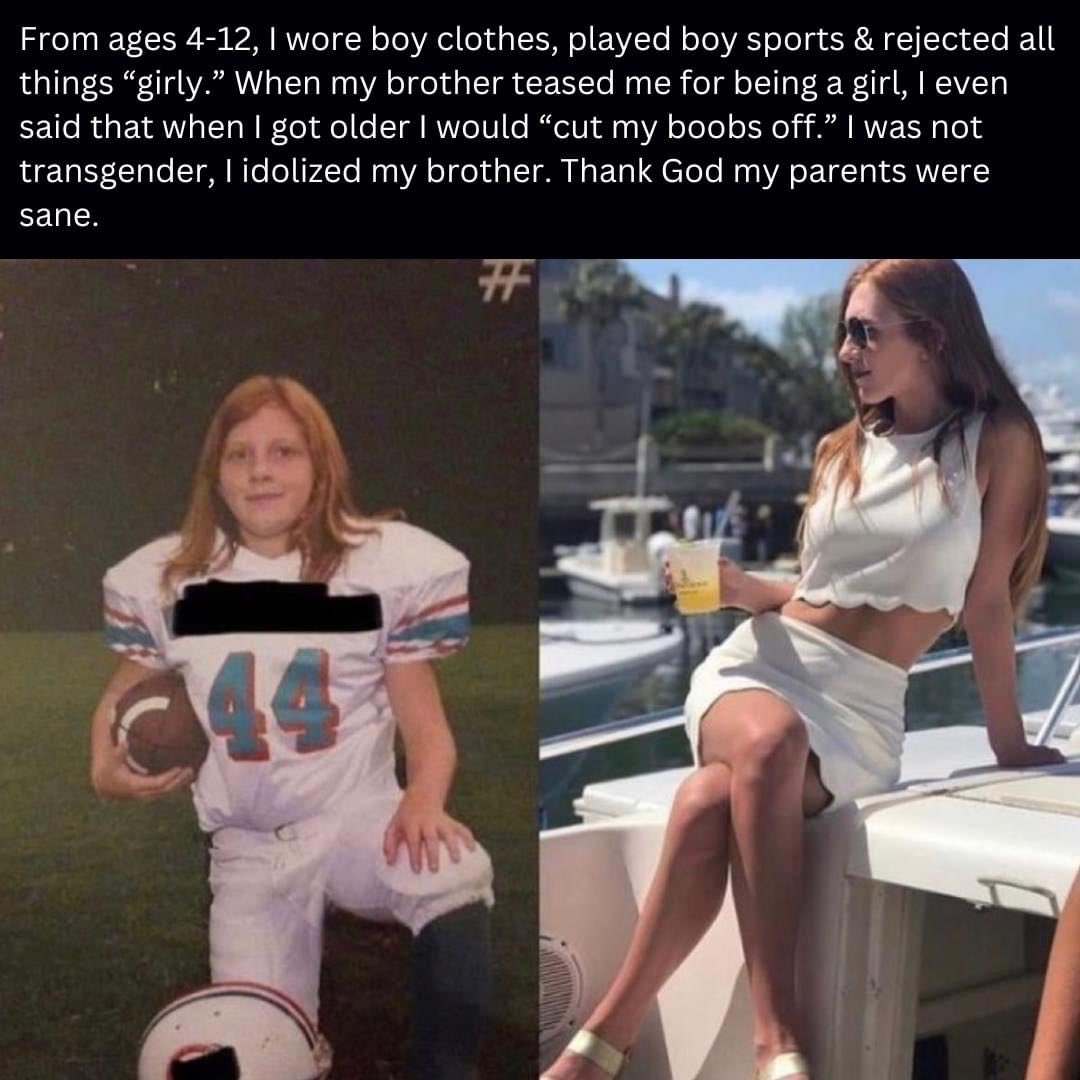 From ages 4-12, I wore boy clothes, played boy sports & rejected all
things “girly.” When my brother teased me for being a girl, I even
said that when I got older I would “cut my boobs off.” I was not
transgender, I idolized my brother. Thank God my parents were
sane.
#
44